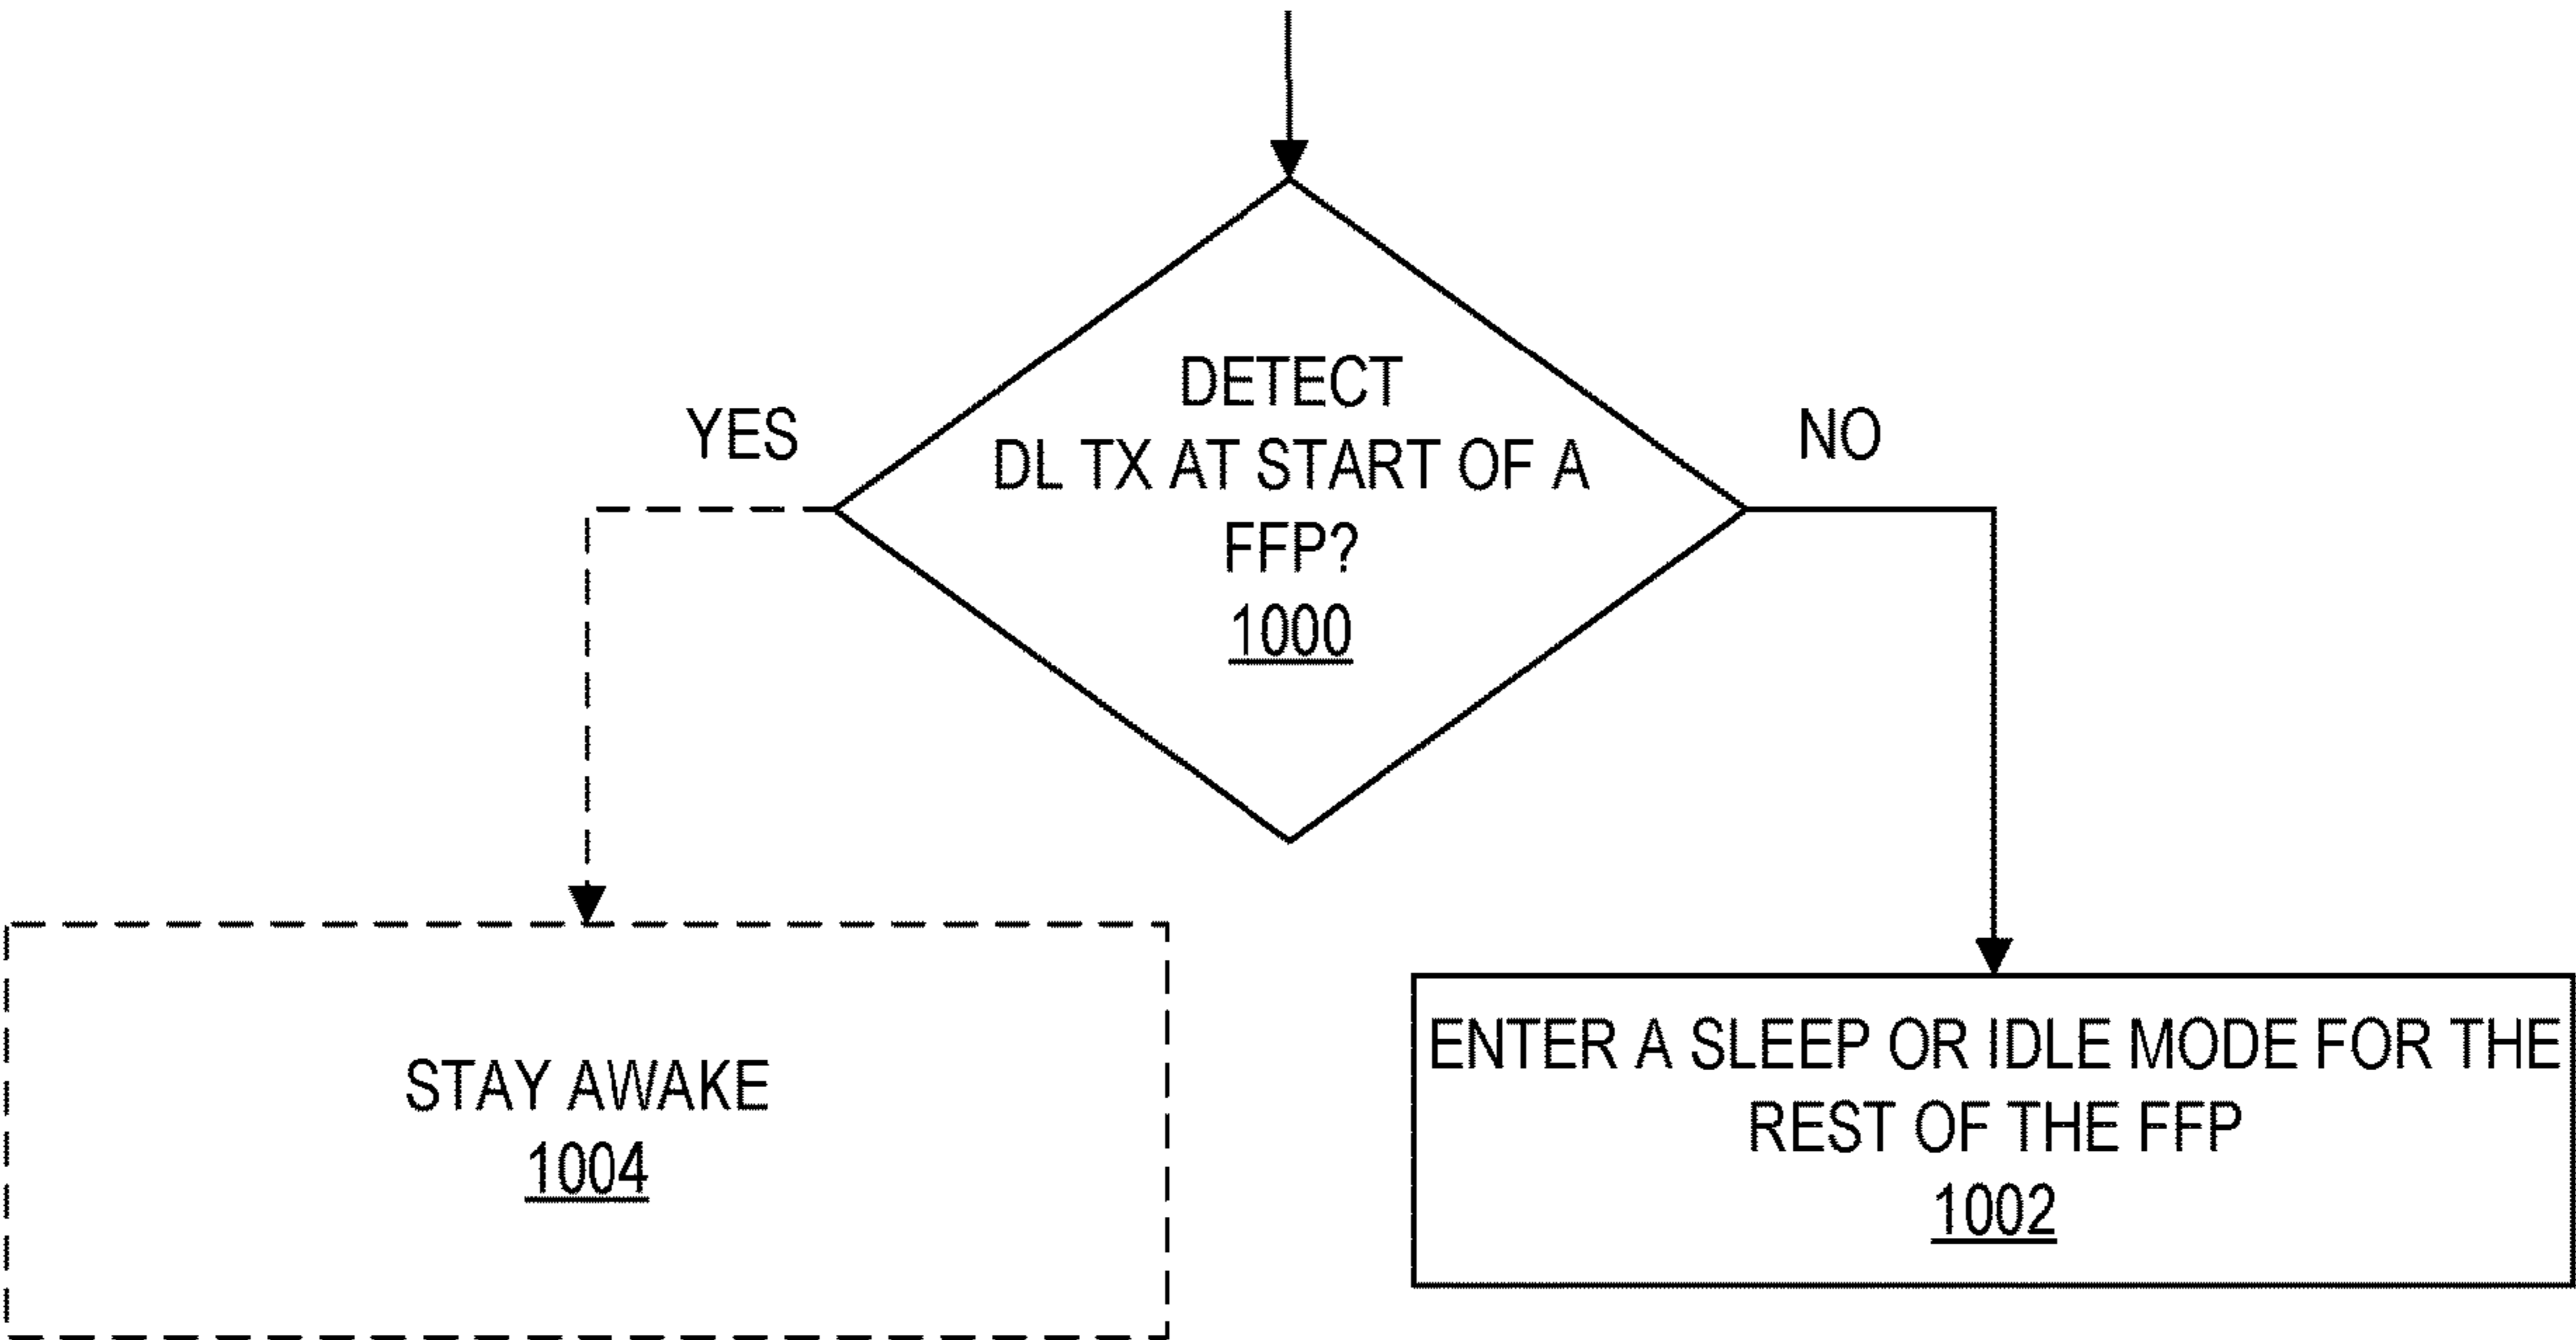 DETECT
DL TX AT START OF A
FFP?
1000
YES
NO
STAY AWAKE
1004
ENTER A SLEEP OR IDLE MODE FOR THE
REST OF THE FFP
1002